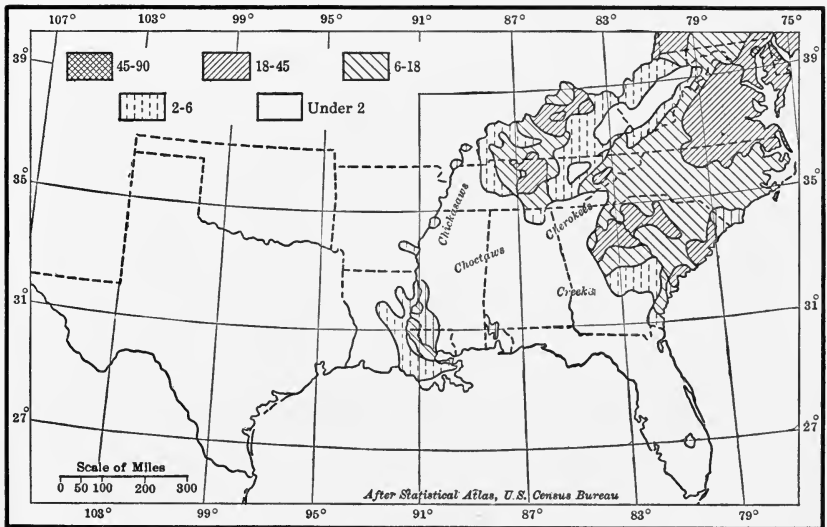 107° 103° 99° 95° 91° 87° 83° 79° 75°
39° 39°
45-90 18-45 6-18
2-6 Under 2
35° 35°
Chickasaws
Cherokees
Choctaws
Creeks
31° 31°
27° 27°
Scale of Miles
0 50 100 200 300
After Statistical Atlas, U.S. Census Bureau
103° 99° 95° 91° 87° 83° 79°